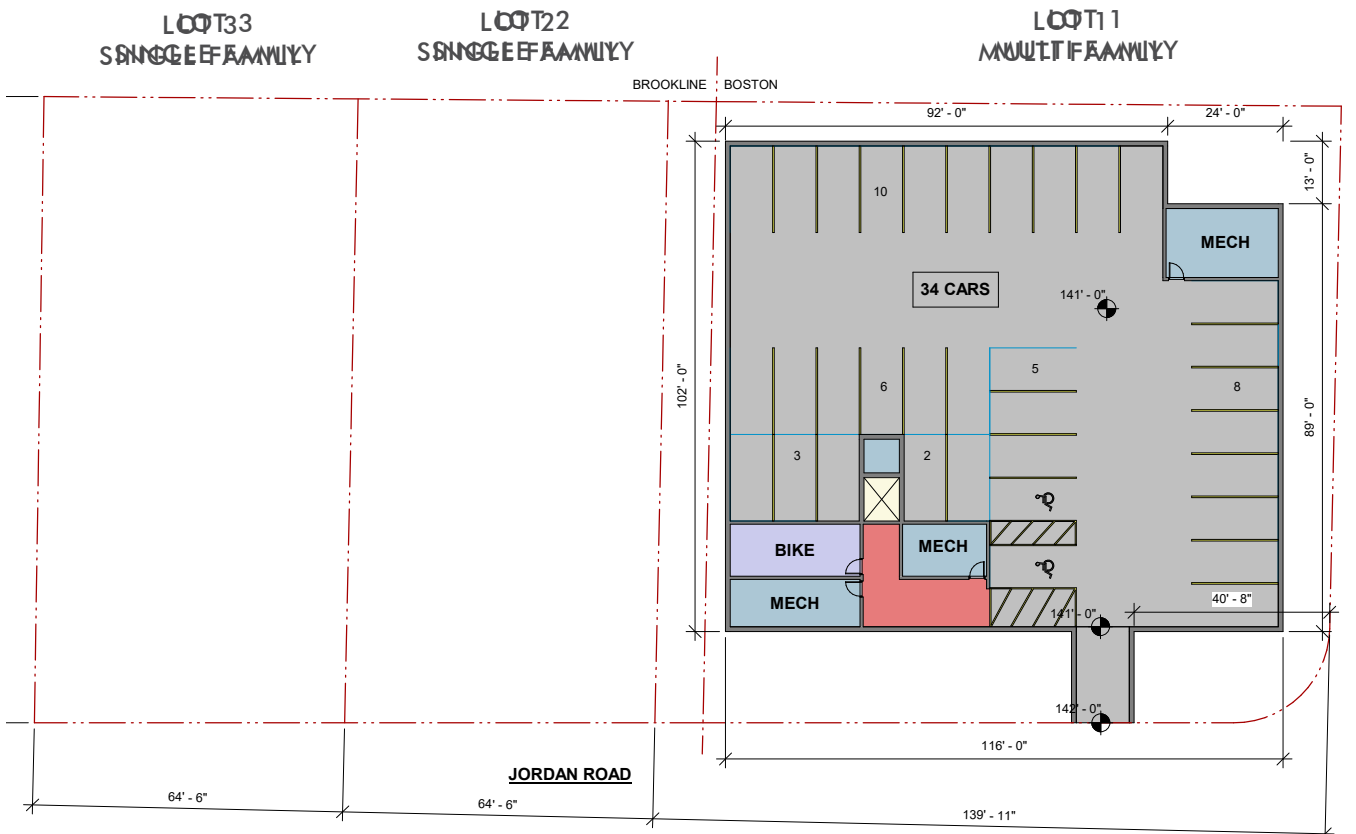 LOT 3
SINGLE FAMILY
LOT 2
SINGLE FAMILY
LOT 1
MULTI FAMILY
BROOKLINE
BOSTON
92' - 0"
24' - 0"
13' - 0"
10
MECH
34 CARS
141' - 0"
102' - 0"
6
5
8
89' - 0"
3
2
BIKE
MECH
MECH
40' - 8"
141' - 0"
142' - 0"
116' - 0"
JORDAN ROAD
64' - 6"
64' - 6"
139' - 11"